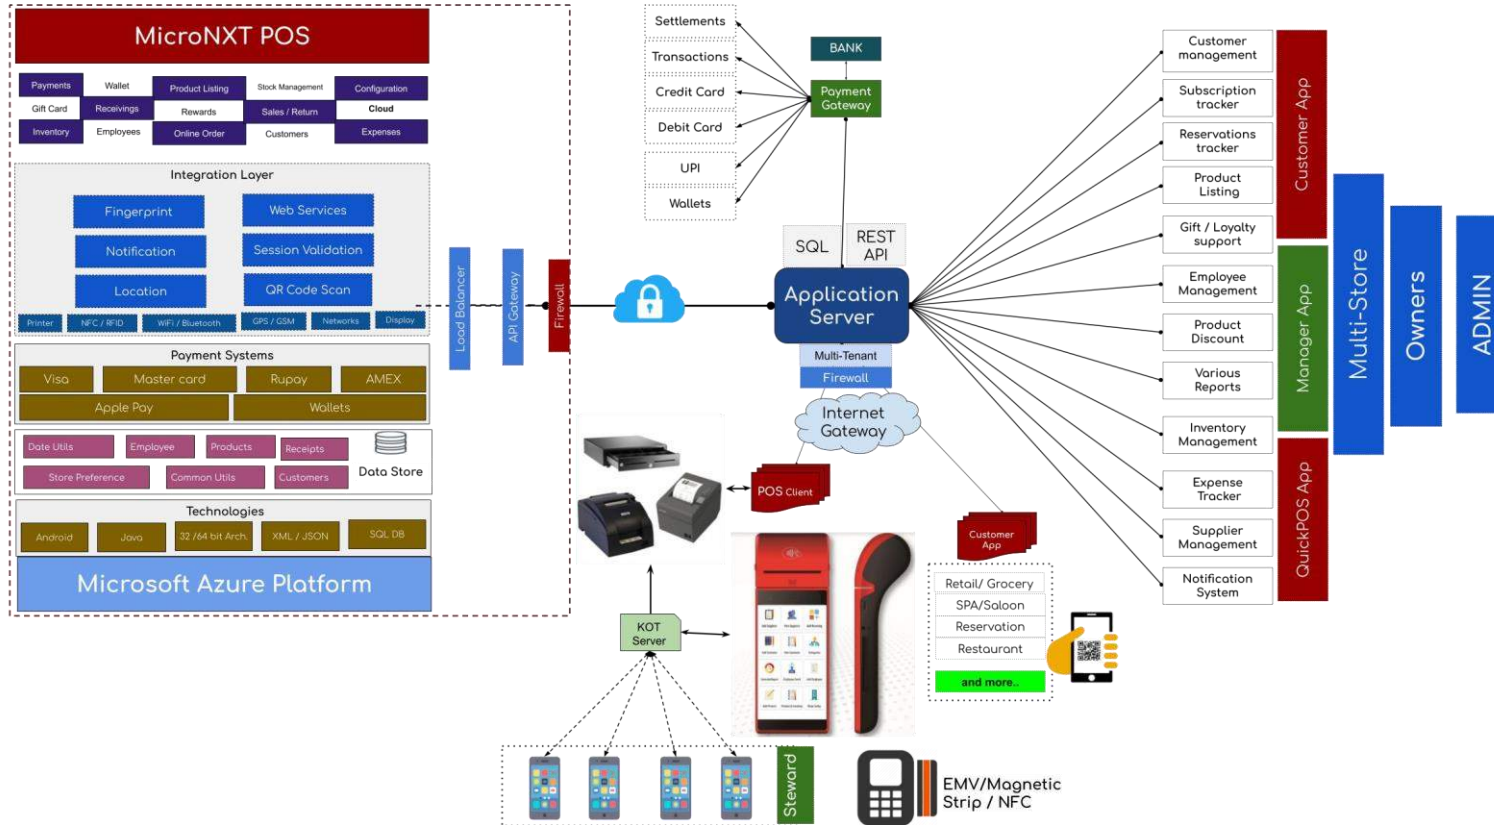 MicroNXT POS
Payments
Wallet
Product Listing
Stock Management
Configuration
Gift Card
Receivings
Rewards
Sales / Return
Cloud
Inventory
Employees
Online Order
Customers
Expenses
Integration Layer
Fingerprint
Web Services
Notification
Session Validation
Location
QR Code Scan
Printer
NFC / RFID
WiFi / Bluetooth
GPS / GSM
Networks
Display
Payment Systems
Visa
Master card
Rupay
AMEX
Apple Pay
Wallets
Date Utils
Employee
Products
Receipts
Store Preference
Common Utils
Customers
Data Store
Technologies
Android
Java
32 /64 bit Arch.
XML / JSON
SQL DB
Microsoft Azure Platform
Load Balancer
API Gateway
Firewall
Settlements
Transactions
Credit Card
Debit Card
UPI
Wallets
BANK
Payment
Gateway
SQL
REST
API
Application
Server
Multi-Tenant
Firewall
Internet
Gateway
POS Client
Customer
App
KOT
Server
Retail/ Grocery
SPA/Saloon
Reservation
Restaurant
and more..
Steward
EMV/Magnetic
Strip / NFC
Customer
management
Subscription
tracker
Reservations
tracker
Product
Listing
Gift / Loyalty
support
Employee
Management
Product
Discount
Various
Reports
Inventory
Management
Expense
Tracker
Supplier
Management
Notification
System
Customer App
Manager App
QuickPOS App
Multi-Store
Owners
ADMIN